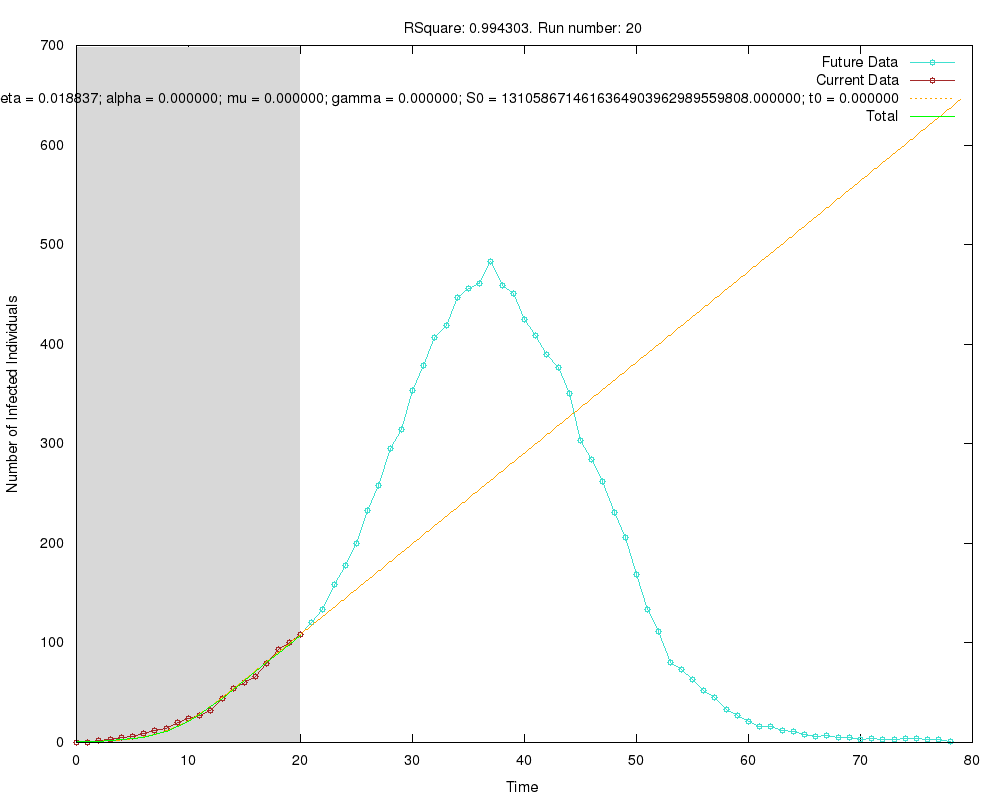 RSquare: 0.994303. Run number: 20
700
600
500
400
300
200
100
0
Number of Infected Individuals
Future Data
Current Data
eta = 0.018837; alpha = 0.000000; mu = 0.000000; gamma = 0.000000; S0 = 13105867146163649039629895598​08.000000; t0 = 0.000000
Total
0 10 20 30 40 50 60 70 80
Time